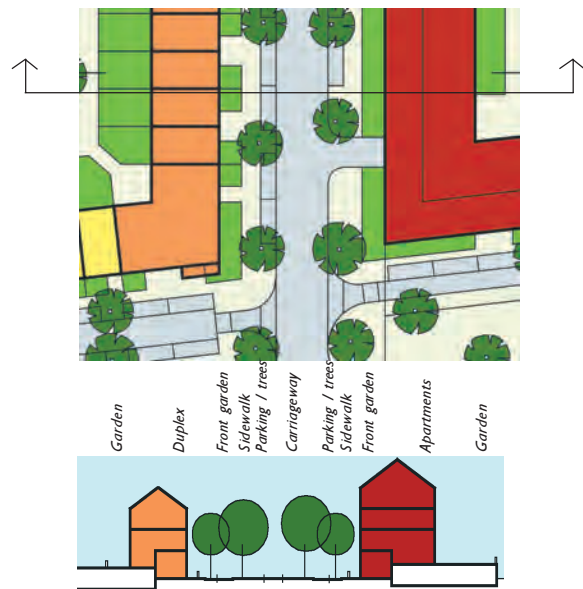 Garden
Duplex
Front garden
Sidewalk
Parking / trees
Carriageway
Parking / trees
Sidewalk
Front garden
Apartments
Garden